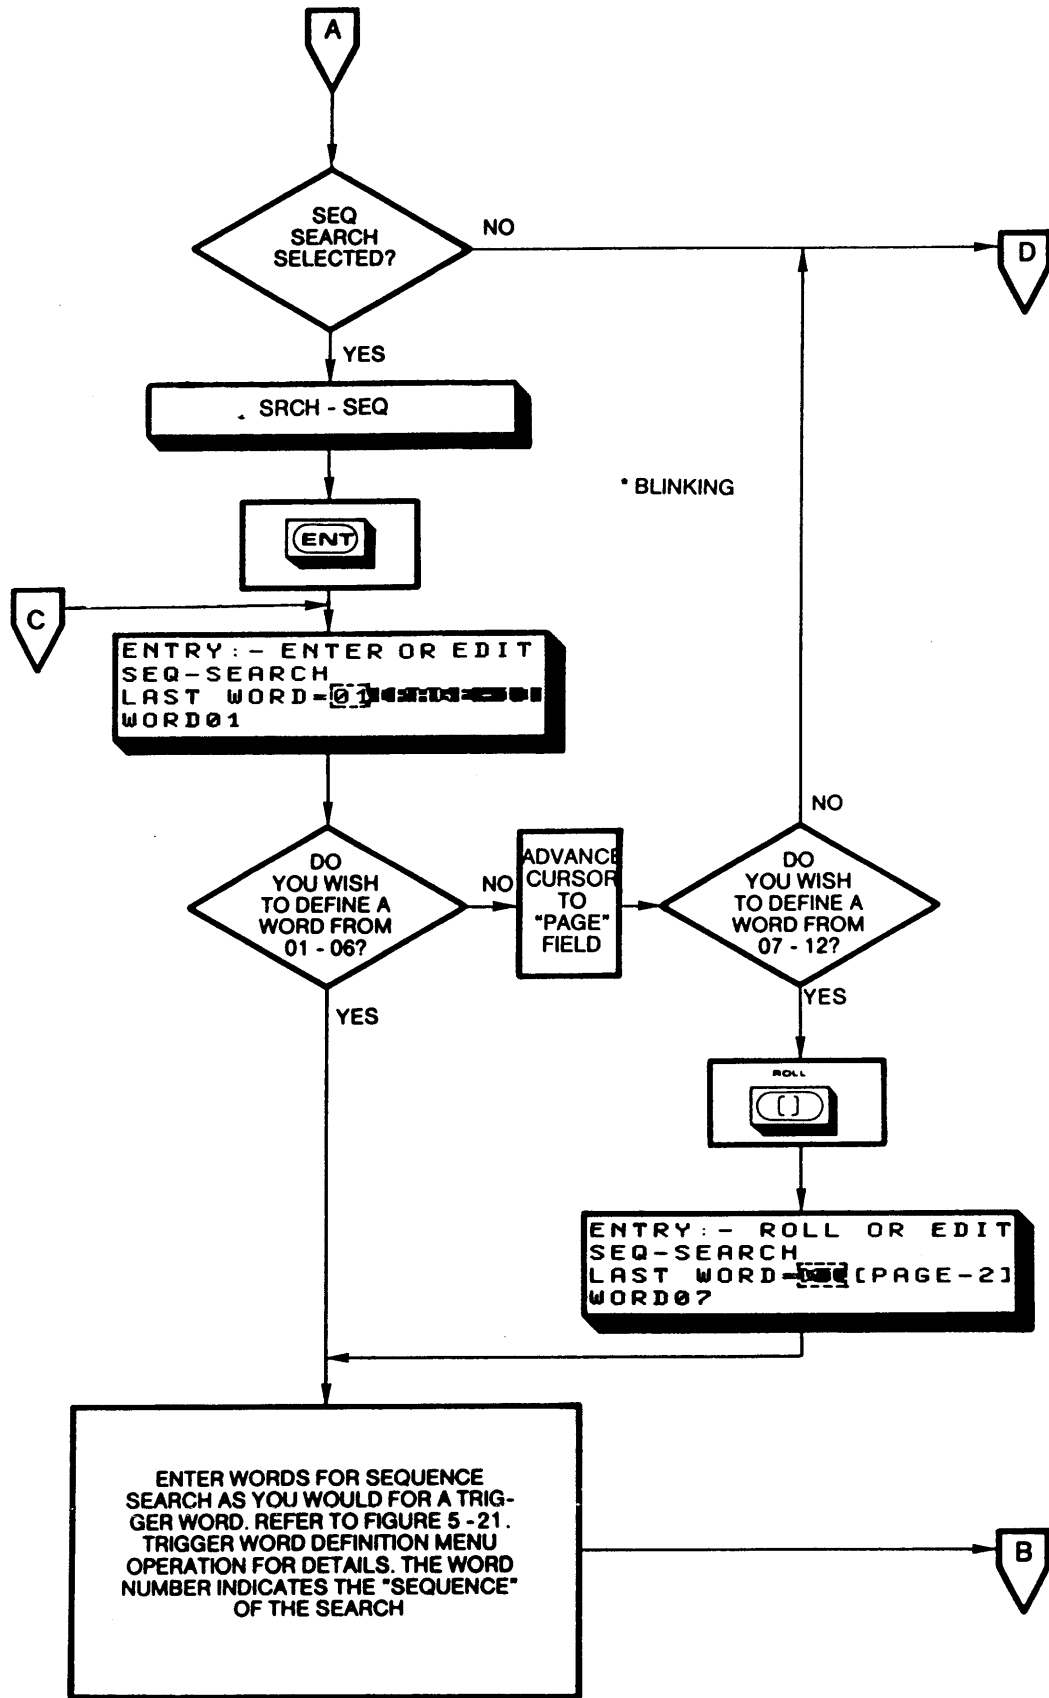 A
SEQ
SEARCH
SELECTED?
NO
D
YES
SRCH - SEQ
* BLINKING
ENT
C
ENTRY:- ENTER OR EDIT
SEQ-SEARCH
LAST WORD=01
WORD01
DO
YOU WISH
TO DEFINE A
WORD FROM
01 - 06?
NO
ADVANCE
CURSOR
TO
"PAGE"
FIELD
DO
YOU WISH
TO DEFINE A
WORD FROM
07 - 12?
NO
YES
YES
ROLL
[ ]
ENTRY:- ROLL OR EDIT
SEQ-SEARCH
LAST WORD= [PAGE-2]
WORD07
ENTER WORDS FOR SEQUENCE
SEARCH AS YOU WOULD FOR A TRIG-
GER WORD. REFER TO FIGURE 5-21.
TRIGGER WORD DEFINITION MENU
OPERATION FOR DETAILS. THE WORD
NUMBER INDICATES THE "SEQUENCE"
OF THE SEARCH
B